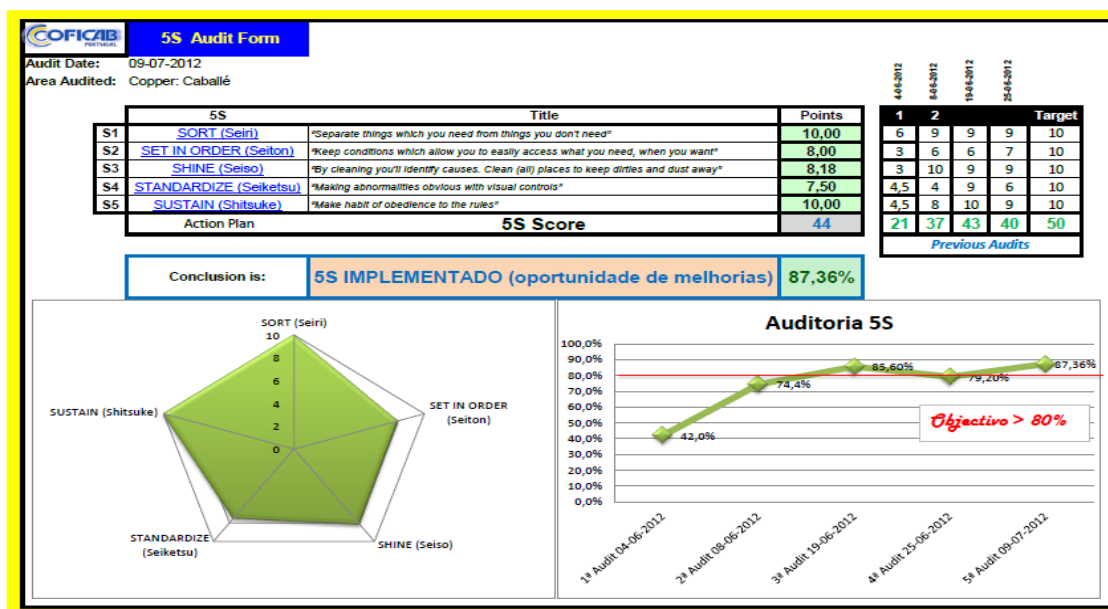 COFICAB
PORTUGAL
5S Audit Form
Audit Date: 09-07-2012
Area Audited: Copper: Caballé
4-06-2012 8-06-2012 19-06-2012 25-06-2012
5S Title Points 1 2 Target
S1 SORT (Seiri) "Separate things which you need from things you don't need" 10,00 6 9 9 9 10
S2 SET IN ORDER (Seiton) "Keep conditions which allow you to easily access what you need, when you want" 8,00 3 6 6 7 10
S3 SHINE (Seiso) "By cleaning you'll identify causes. Clean (all) places to keep dirties and dust away" 8,18 3 10 9 9 10
S4 STANDARDIZE (Seiketsu) "Making abnormalities obvious with visual controls" 7,50 4,5 4 9 6 10
S5 SUSTAIN (Shitsuke) "Make habit of obedience to the rules" 10,00 4,5 8 10 9 10
Action Plan 5S Score 44 21 37 43 40 50
Previous Audits
Conclusion is: 5S IMPLEMENTADO (oportunidade de melhorias) 87,36%
SORT (Seiri)
10
8
6
4
2
0
SET IN ORDER
(Seiton)
SHINE (Seiso)
STANDARDIZE
(Seiketsu)
SUSTAIN (Shitsuke)
Auditoria 5S
100,0%
90,0%
80,0%
70,0%
60,0%
50,0%
40,0%
30,0%
20,0%
10,0%
0,0%
42,0%
74,4%
85,60%
79,20%
87,36%
Objectivo > 80%
1ª Audit 04-06-2012
2ª Audit 08-06-2012
3ª Audit 19-06-2012
4ª Audit 25-06-2012
5ª Audit 09-07-2012